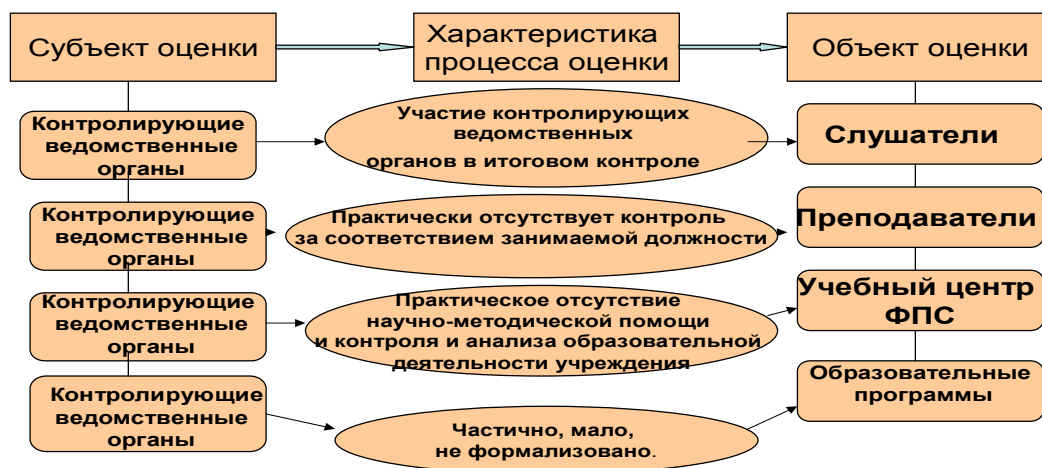 Субъект оценки
Характеристика
процесса оценки
Объект оценки
Контролирующие
ведомственные
органы
Участие контролирующих
ведомственных
органов в итоговом контроле
Слушатели
Контролирующие
ведомственные
органы
Практически отсутствует контроль
за соответствием занимаемой должности
Преподаватели
Контролирующие
ведомственные
органы
Практическое отсутствие
научно-методической помощи
и контроля и анализа образовательной
деятельности учреждения
Учебный центр
ФПС
Контролирующие
ведомственные
органы
Частично, мало,
не формализовано.
Образовательные
программы